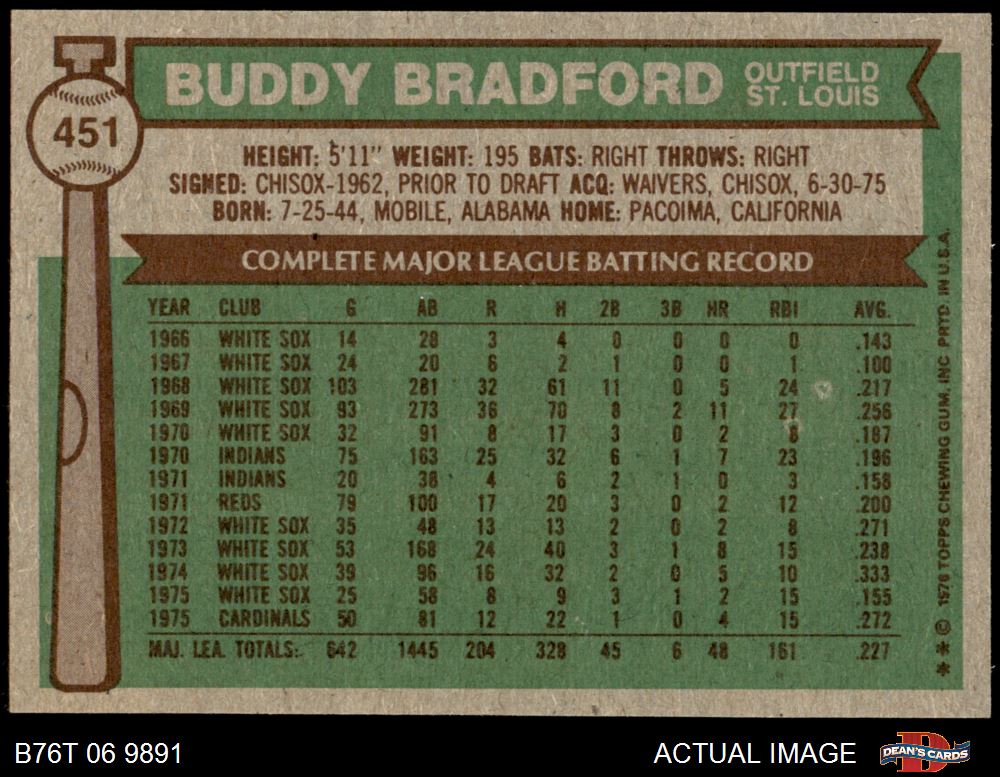 BUDDY BRADFORD OUTFIELD
ST. LOUIS
451
HEIGHT: 5'11" WEIGHT: 195 BATS: RIGHT THROWS: RIGHT
SIGNED: CHISOX-1962, PRIOR TO DRAFT ACQ: WAIVERS, CHISOX, 6-30-75
BORN: 7-25-44, MOBILE, ALABAMA HOME: PACOIMA, CALIFORNIA
COMPLETE MAJOR LEAGUE BATTING RECORD
YEAR CLUB G AB R H 2B 3B HR RBI AVG.
1966 WHITE SOX 14 28 3 4 0 0 0 0 .143
1967 WHITE SOX 24 20 6 2 1 0 0 1 .100
1968 WHITE SOX 103 281 32 61 11 0 5 24 .217
1969 WHITE SOX 93 273 36 70 8 2 11 27 .256
1970 WHITE SOX 32 91 8 17 3 0 2 8 .187
1970 INDIANS 75 163 25 32 6 1 7 23 .196
1971 INDIANS 20 38 4 6 2 1 0 3 .158
1971 REDS 79 100 17 20 3 0 2 12 .200
1972 WHITE SOX 35 48 13 13 2 0 2 8 .271
1973 WHITE SOX 53 168 24 40 3 1 8 15 .238
1974 WHITE SOX 39 96 16 32 2 0 5 10 .333
1975 WHITE SOX 25 58 8 9 3 1 2 15 .155
1975 CARDINALS 50 81 12 22 1 0 4 15 .272
MAJ. LEA. TOTALS: 642 1445 204 328 45 6 48 161 .227
* * © 1976 TOPPS CHEWING GUM, INC PRTD. IN U.S.A.
B76T 06 9891
ACTUAL IMAGE
DEAN'S CARDS